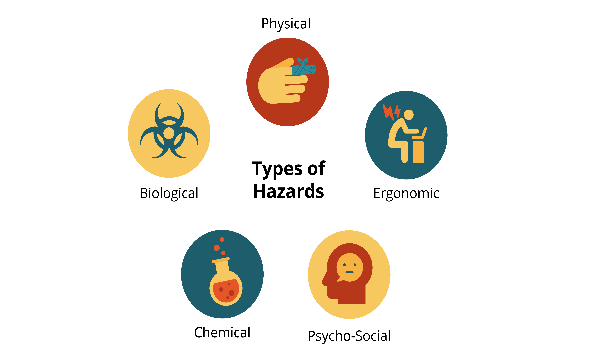 Physical
Biological
Types of
Hazards
Ergonomic
Chemical
Psycho-Social